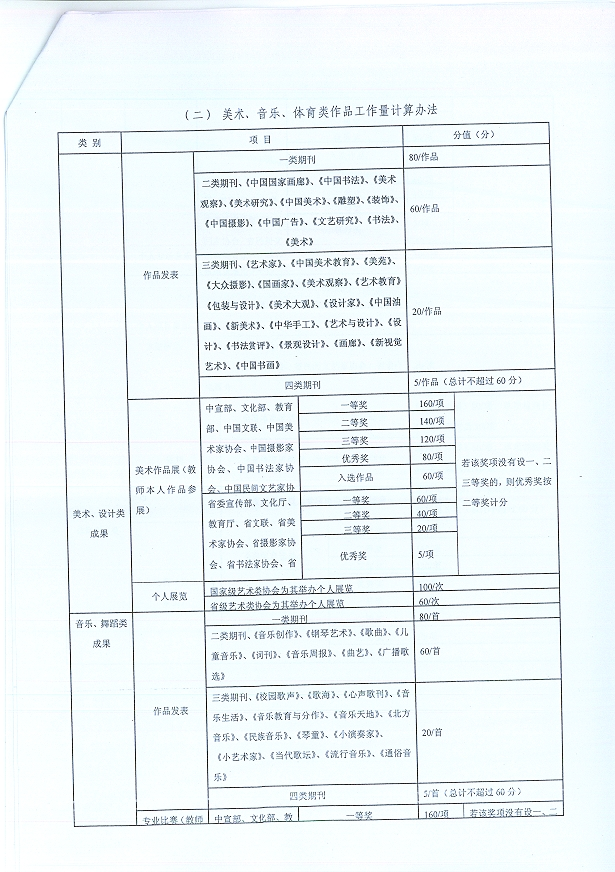 （二） 美术、音乐、体育类作品工作量计算办法
类 别
项 目
分值（分）
美术、设计类
成果
作品发表
一类期刊
80/作品
二类期刊、《中国国家画廊》、《中国书法》、《美术
观察》、《美术研究》、《中国美术》、《雕塑》、《装饰》、
《中国摄影》、《中国广告》、《文艺研究》、《书法》、
《美术》
60/作品
三类期刊、《艺术家》、《中国美术教育》、《美苑》、
《大众摄影》、《国画家》、《美术观察》、《艺术教育》
《包装与设计》、《美术大观》、《设计家》、《中国油
画》、《新美术》、《中华手工》、《艺术与设计》、《设
计》、《书法赏评》、《景观设计》、《画廊》、《新视觉
艺术》、《中国书画》
20/作品
四类期刊
5/作品（总计不超过 60 分）
美术作品展（教
师本人作品参
展）
中宣部、文化部、教育
部、中国文联、中国美
术家协会、中国摄影家
协会、中国书法家协
会、中国民间文艺家协
一等奖
160/项
二等奖
140/项
三等奖
120/项
优秀奖
80/项
入选作品
60/项
省委宣传部、文化厅、
教育厅、省文联、省美
术家协会、省摄影家协
会、省书法家协会、省
一等奖
60/项
二等奖
40/项
三等奖
20/项
优秀奖
5/项
若该奖项没有设一、二
三等奖的，则优秀奖按
二等奖计分
个人展览
国家级艺术类协会为其举办个人展览
100/次
省级艺术类协会为其举办个人展览
60/次
音乐、舞蹈类
成果
作品发表
一类期刊
80/首
二类期刊、《音乐创作》、《钢琴艺术》、《歌曲》、《儿
童音乐》、《词刊》、《音乐周报》、《曲艺》、《广播歌
选》
60/首
三类期刊、《校园歌声》、《歌海》、《心声歌刊》、《音
乐生活》、《音乐教育与分作》、《音乐天地》、《北方
音乐》、《民族音乐》、《琴童》、《小演奏家》、
《小艺术家》、《当代歌坛》、《流行音乐》、《通俗音
乐》
20/首
四类期刊
5/首（总计不超过 60 分）
专业比赛（教师
中宣部、文化部、教
一等奖
160/项
若该奖项没有设一、二